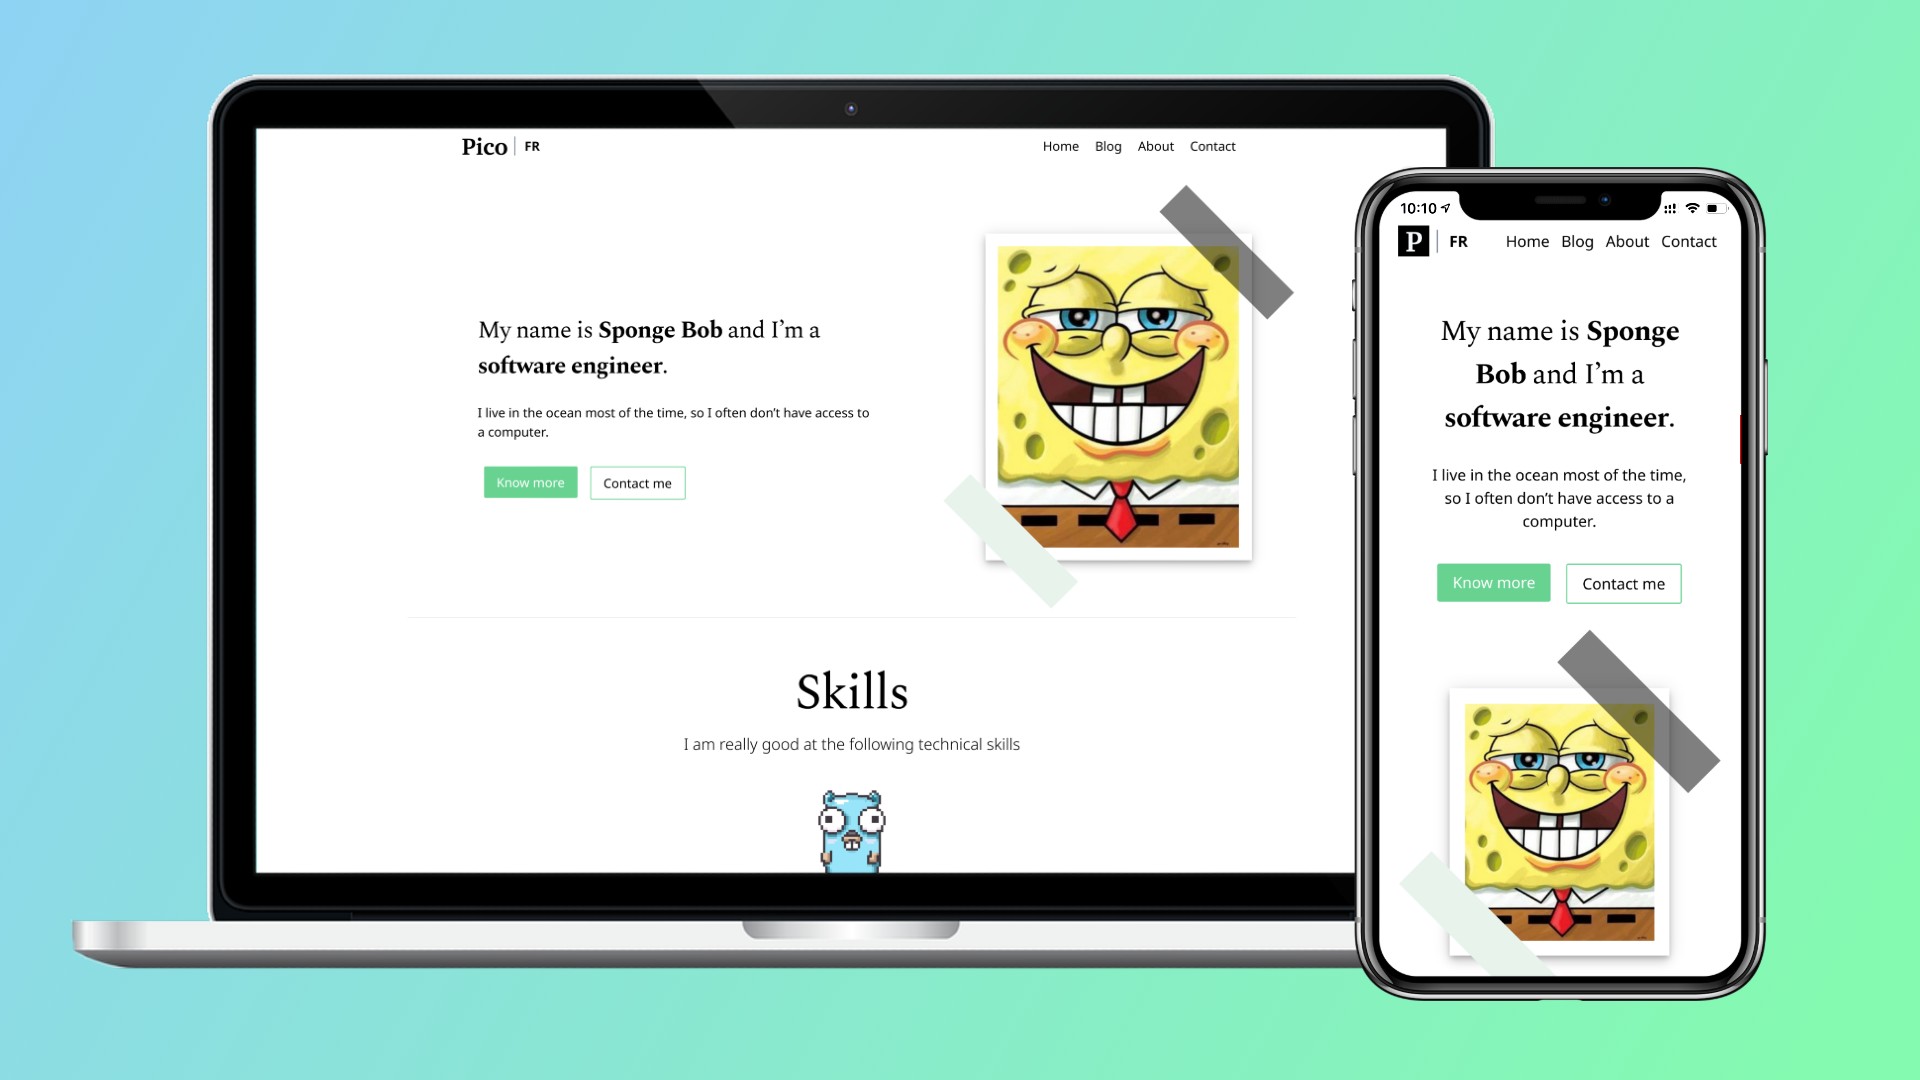 Pico FR
Home Blog About Contact
My name is Sponge Bob and I’m a
software engineer.
I live in the ocean most of the time, so I often don’t have access to
a computer.
Know more Contact me
Skills
I am really good at the following technical skills
10:10
P FR Home Blog About Contact
My name is Sponge
Bob and I’m a
software engineer.
I live in the ocean most of the time,
so I often don’t have access to a
computer.
Know more Contact me